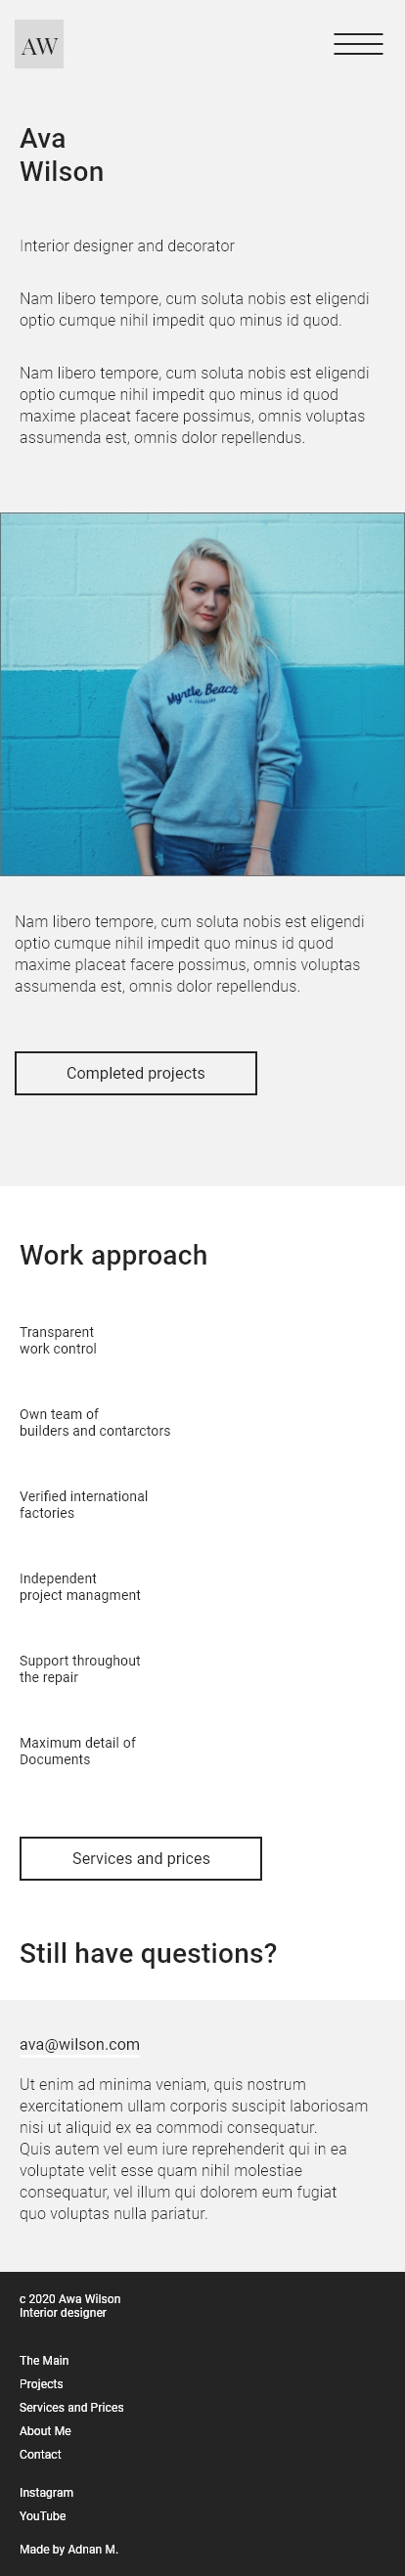 AW
Ava
Wilson
Interior designer and decorator
Nam libero tempore, cum soluta nobis est eligendi
optio cumque nihil impedit quo minus id quod.
Nam libero tempore, cum soluta nobis est eligendi
optio cumque nihil impedit quo minus id quod
maxime placeat facere possimus, omnis voluptas
assumenda est, omnis dolor repellendus.
Myrtle Beach
Nam libero tempore, cum soluta nobis est eligendi
optio cumque nihil impedit quo minus id quod
maxime placeat facere possimus, omnis voluptas
assumenda est, omnis dolor repellendus.
Completed projects
Work approach
Transparent
work control
Own team of
builders and contarctors
Verified international
factories
Independent
project managment
Support throughout
the repair
Maximum detail of
Documents
Services and prices
Still have questions?
ava@wilson.com
Ut enim ad minima veniam, quis nostrum
exercitationem ullam corporis suscipit laboriosam
nisi ut aliquid ex ea commodi consequatur.
Quis autem vel eum iure reprehenderit qui in ea
voluptate velit esse quam nihil molestiae
consequatur, vel illum qui dolorem eum fugiat
quo voluptas nulla pariatur.
c 2020 Awa Wilson
Interior designer
The Main
Projects
Services and Prices
About Me
Contact
Instagram
YouTube
Made by Adnan M.